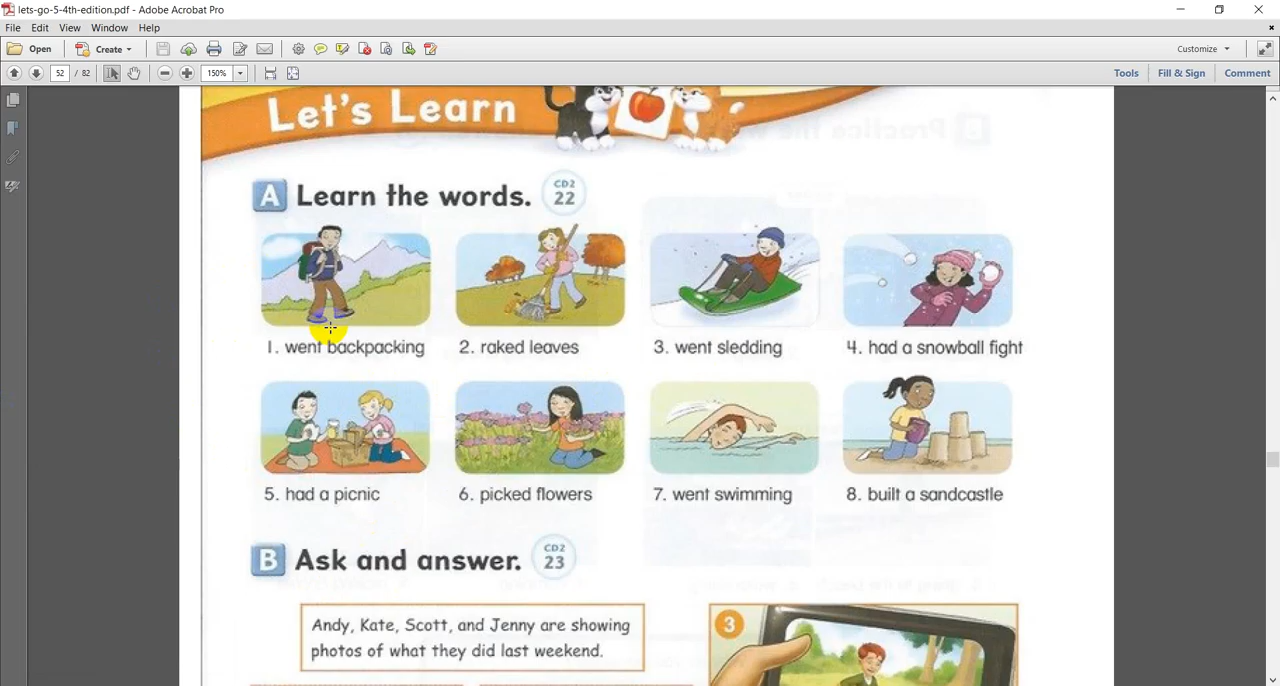 lets-go-5-4th-edition.pdf - Adobe Acrobat Pro
File Edit View Window Help
Open Create Customize
52 / 82 150% Tools Fill & Sign Comment
Let's Learn
A Learn the words. CD2 22
1. went backpacking 2. raked leaves 3. went sledding 4. had a snowball fight
5. had a picnic 6. picked flowers 7. went swimming 8. built a sandcastle
B Ask and answer. CD2 23
Andy, Kate, Scott, and Jenny are showing
photos of what they did last weekend.
3